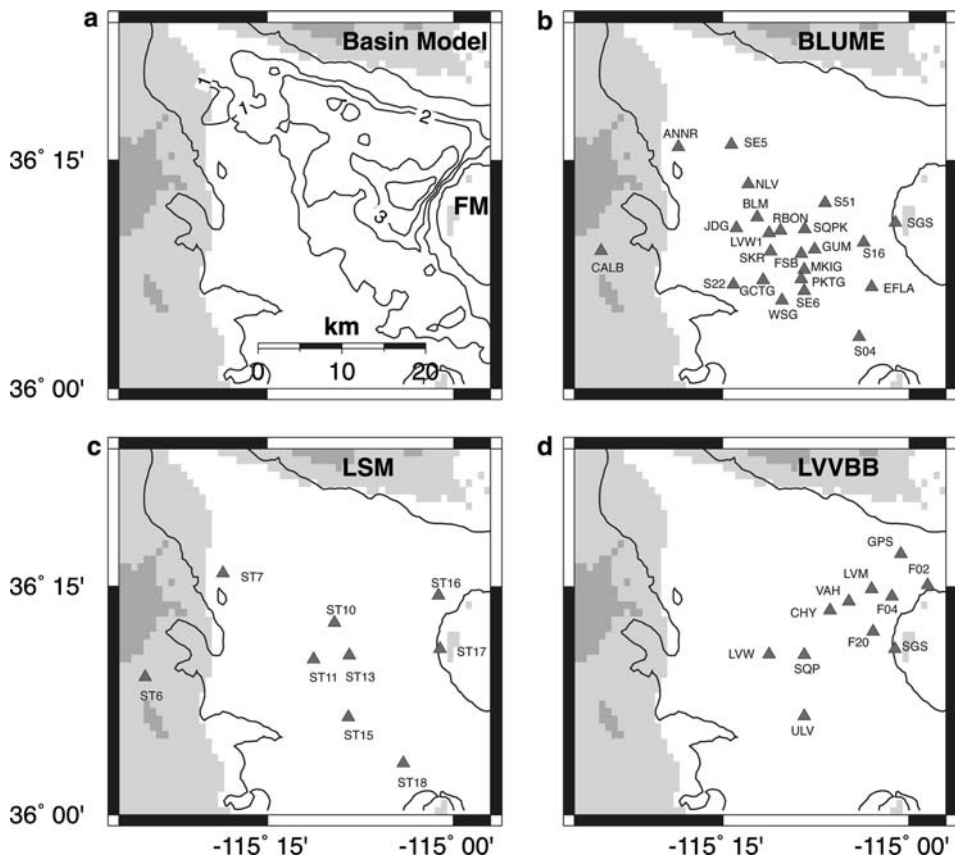 a
Basin Model
1
1
2
3
FM
km
0
10
20
36° 15'
36° 00'
b
BLUME
ANNR
SE5
NLV
BLM
S51
RBON
JDG
SQPK
SGS
LVW1
GUM
S16
CALB
SKR
FSB
MKIG
S22
GCTG
PKTG
EFLA
WSG
SE6
S04
c
LSM
ST7
ST16
ST10
ST17
ST11
ST13
ST6
ST15
ST18
36° 15'
36° 00'
-115° 15'
-115° 00'
d
LVVBB
GPS
F02
LVM
VAH
CHY
F04
F20
SGS
LVW
SQP
ULV
-115° 15'
-115° 00'